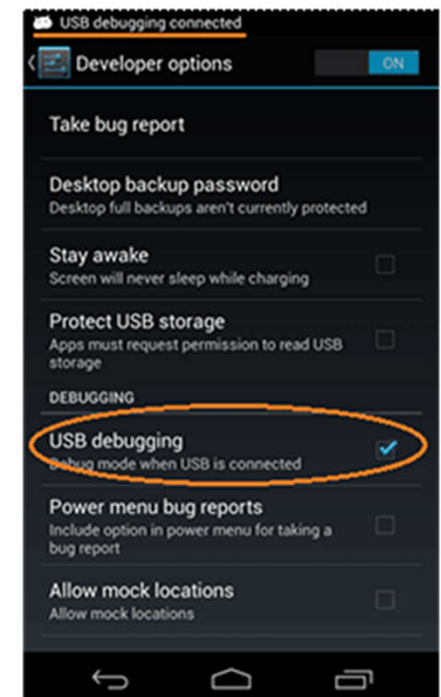 USB debugging connected
Developer options
ON
Take bug report
Desktop backup password
Desktop full backups aren't currently protected
Stay awake
Screen will never sleep while charging
Protect USB storage
Apps must request permission to read USB
storage
DEBUGGING
USB debugging
Debug mode when USB is connected
Power menu bug reports
Include option in power menu for taking a
bug report
Allow mock locations
Allow mock locations